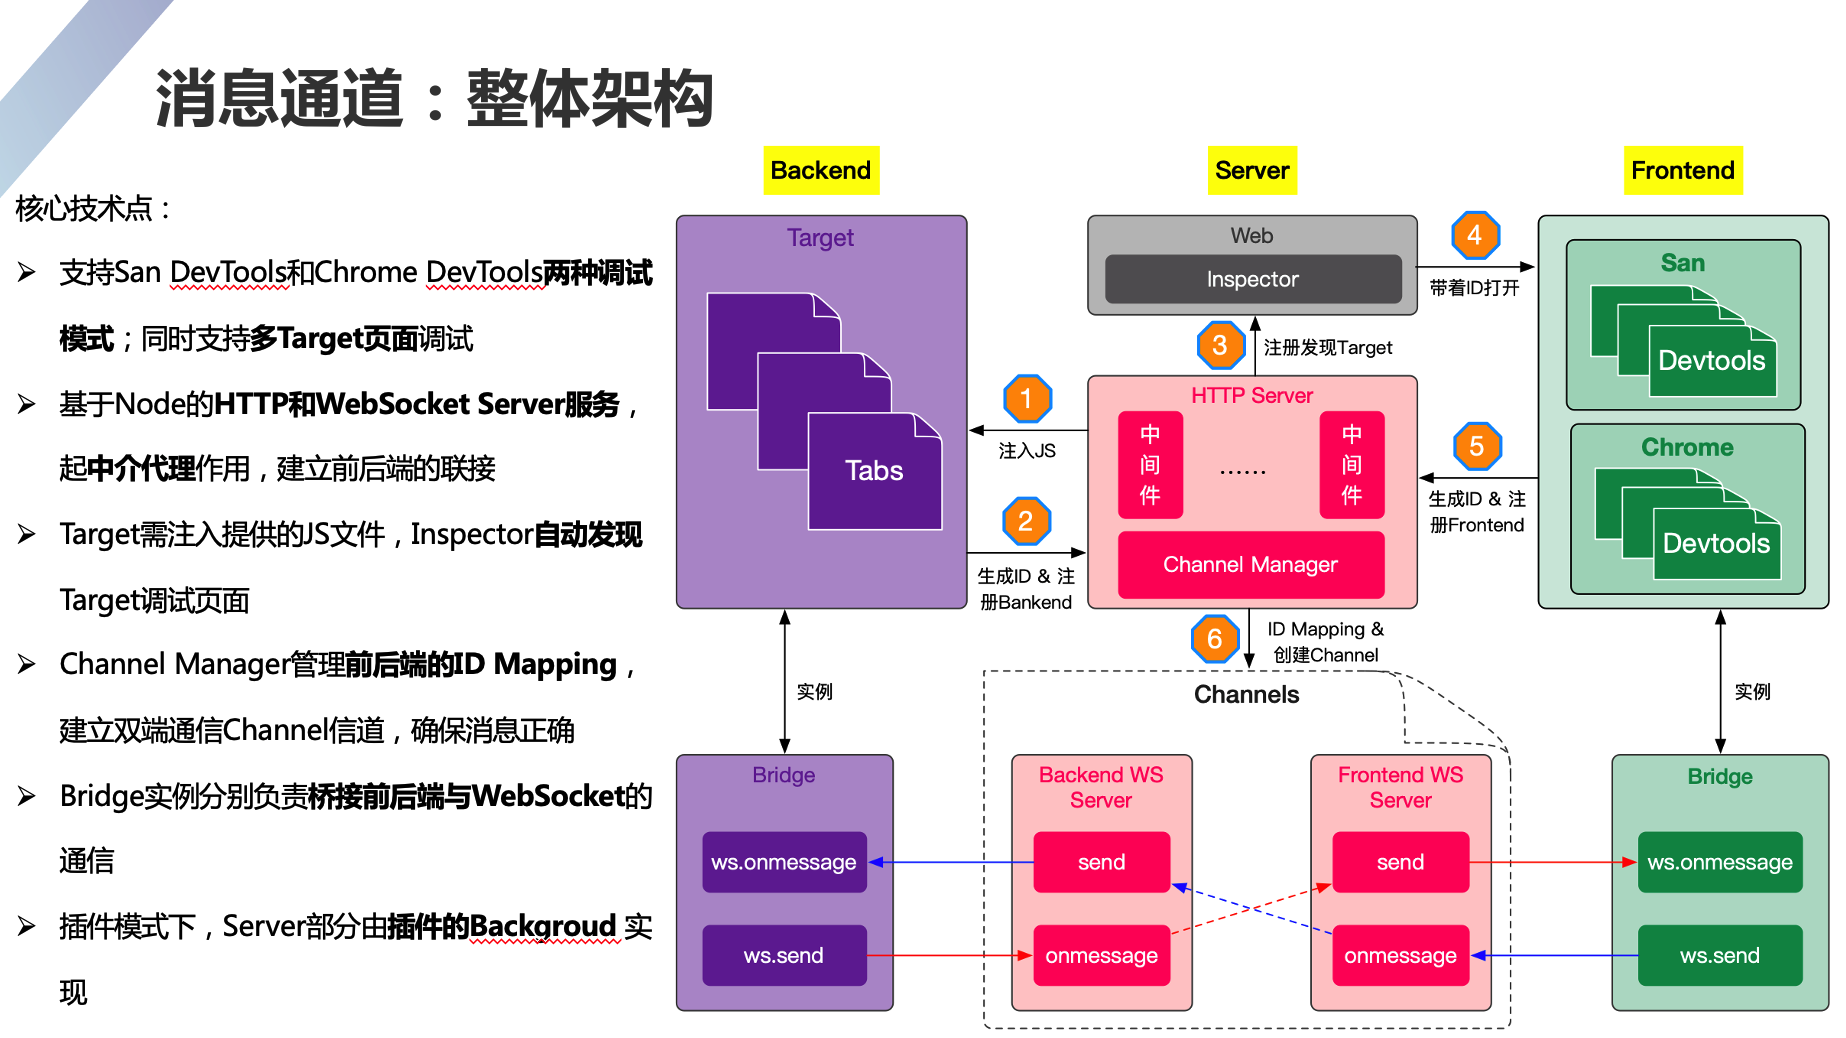 消息通道：整体架构
核心技术点：
支持San DevTools和Chrome DevTools两种调试
模式；同时支持多Target页面调试
基于Node的HTTP和WebSocket Server服务，
起中介代理作用，建立前后端的联接
Target需注入提供的JS文件，Inspector自动发现
Target调试页面
Channel Manager管理前后端的ID Mapping，
建立双端通信Channel信道，确保消息正确
Bridge实例分别负责桥接前后端与WebSocket的
通信
插件模式下，Server部分由插件的Backgroud 实
现
Backend
Server
Frontend
Target
Tabs
Web
Inspector
4
带着ID打开
3
注册发现Target
1
注入JS
HTTP Server
中间件
......
中间件
Channel Manager
2
生成ID & 注
册Bankend
San
Devtools
5
生成ID & 注
册Frontend
Chrome
Devtools
6
ID Mapping &
创建Channel
实例
Channels
实例
Bridge
ws.onmessage
ws.send
Backend WS
Server
send
onmessage
Frontend WS
Server
send
onmessage
Bridge
ws.onmessage
ws.send